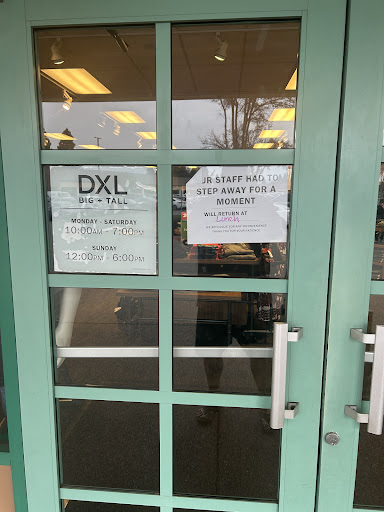 DXL
BIG + TALL
MONDAY - SATURDAY
10:00AM - 7:00PM
SUNDAY
12:00PM - 6:00PM
UR STAFF HAD TO
STEP AWAY FOR A
MOMENT
WILL RETURN AT
Lunch